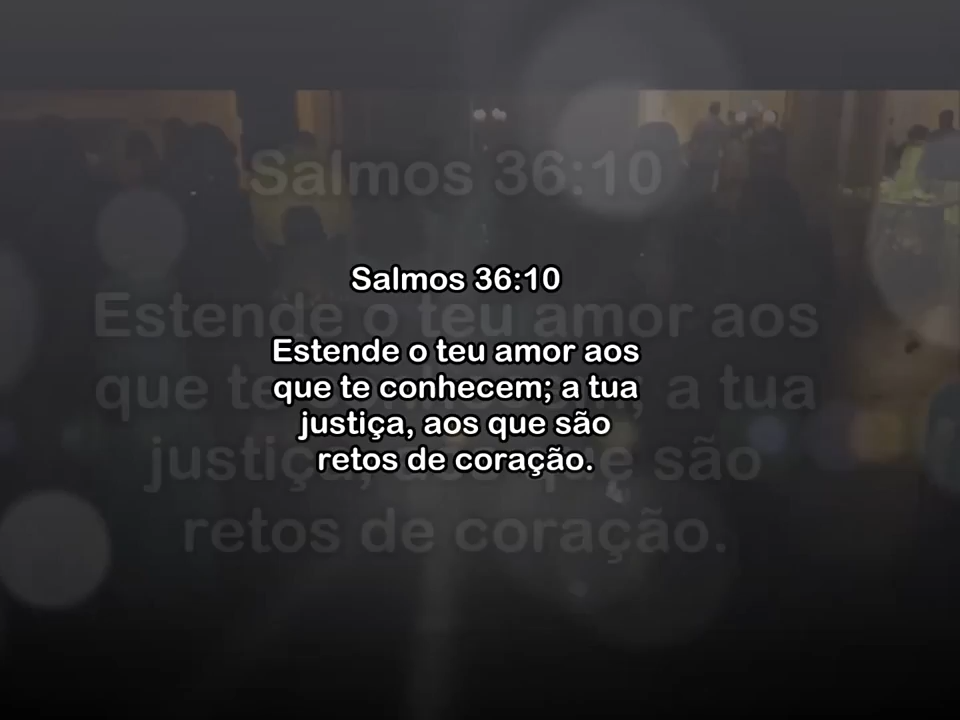 Salmos 36:10
Estende o teu amor aos
que te conhecem; a tua
justiça, aos que são
retos de coração.